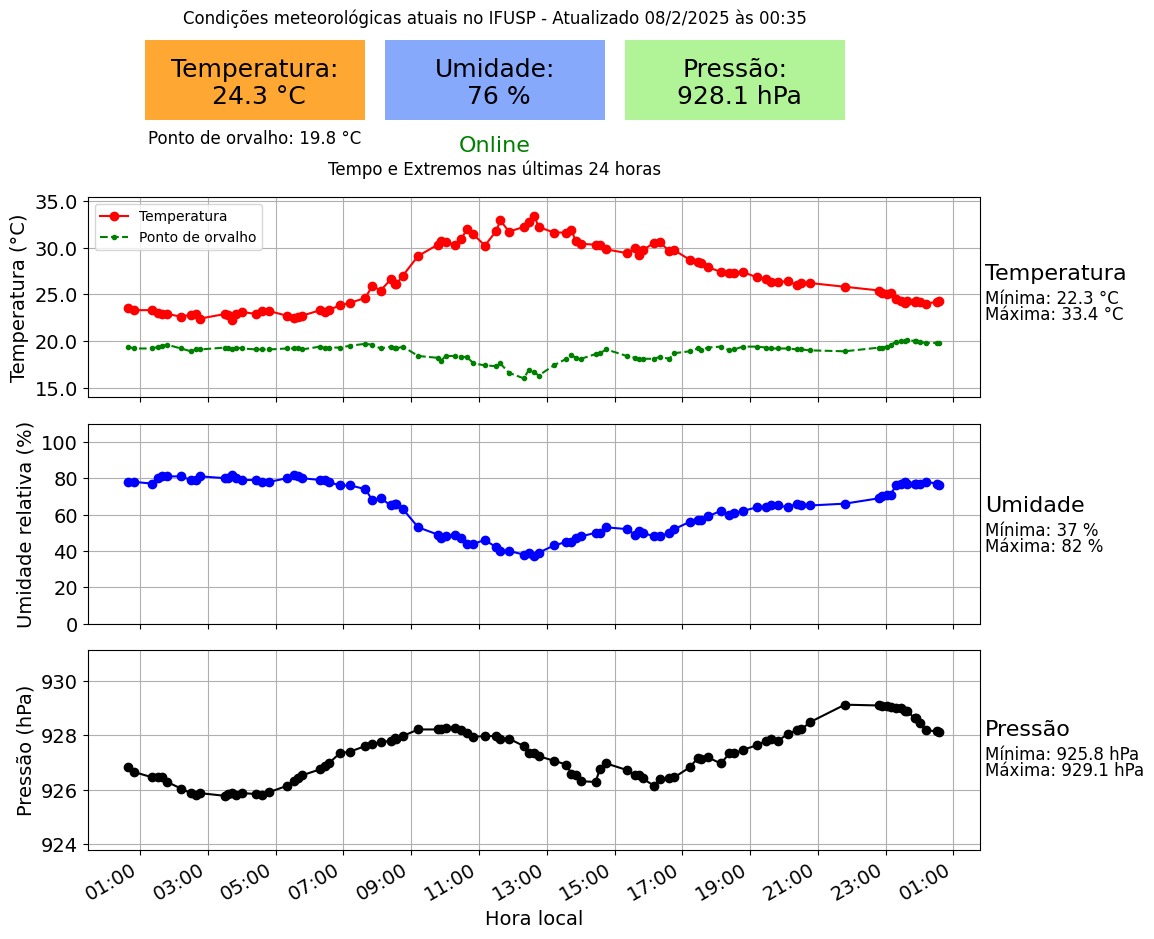 Condições meteorológicas atuais no IFUSP - Atualizado 08/2/2025 às 00:35
Temperatura:
24.3 °C
Umidade:
76 %
Pressão:
928.1 hPa
Ponto de orvalho: 19.8 °C
Online
Tempo e Extremos nas últimas 24 horas
Temperatura (°C)
35.0
30.0
25.0
20.0
15.0
Temperatura
Ponto de orvalho
Temperatura
Mínima: 22.3 °C
Máxima: 33.4 °C
Umidade relativa (%)
100
80
60
40
20
0
Umidade
Mínima: 37 %
Máxima: 82 %
Pressão (hPa)
930
928
926
924
Pressão
Mínima: 925.8 hPa
Máxima: 929.1 hPa
01:00 03:00 05:00 07:00 09:00 11:00 13:00 15:00 17:00 19:00 21:00 23:00 01:00
Hora local